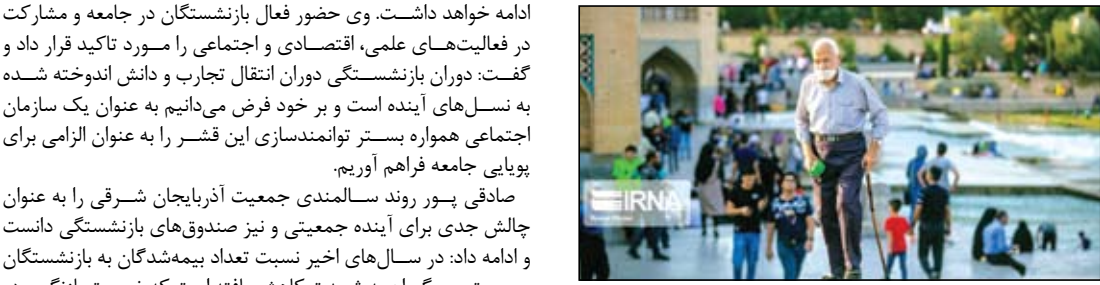 ادامه خواهد داشت. وی حضور فعال بازنشستگان در جامعه و مشارکت
در فعالیت‌های علمی، اقتصادی و اجتماعی را مورد تاکید قرار داد و
گفت: دوران بازنشستگی دوران انتقال تجارب و دانش اندوخته شده
به نسل‌های آینده است و بر خود فرض می‌دانیم به عنوان یک سازمان
اجتماعی همواره بستر توانمندسازی این قشر را به عنوان الزامی برای
پویایی جامعه فراهم آوریم.
صادقی پور روند سالمندی جمعیت آذربایجان شرقی را به عنوان
چالش جدی برای آینده جمعیتی و نیز صندوق‌های بازنشستگی دانست
و ادامه داد: در سال‌های اخیر نسبت تعداد بیمه‌شدگان به بازنشستگان
IRNA